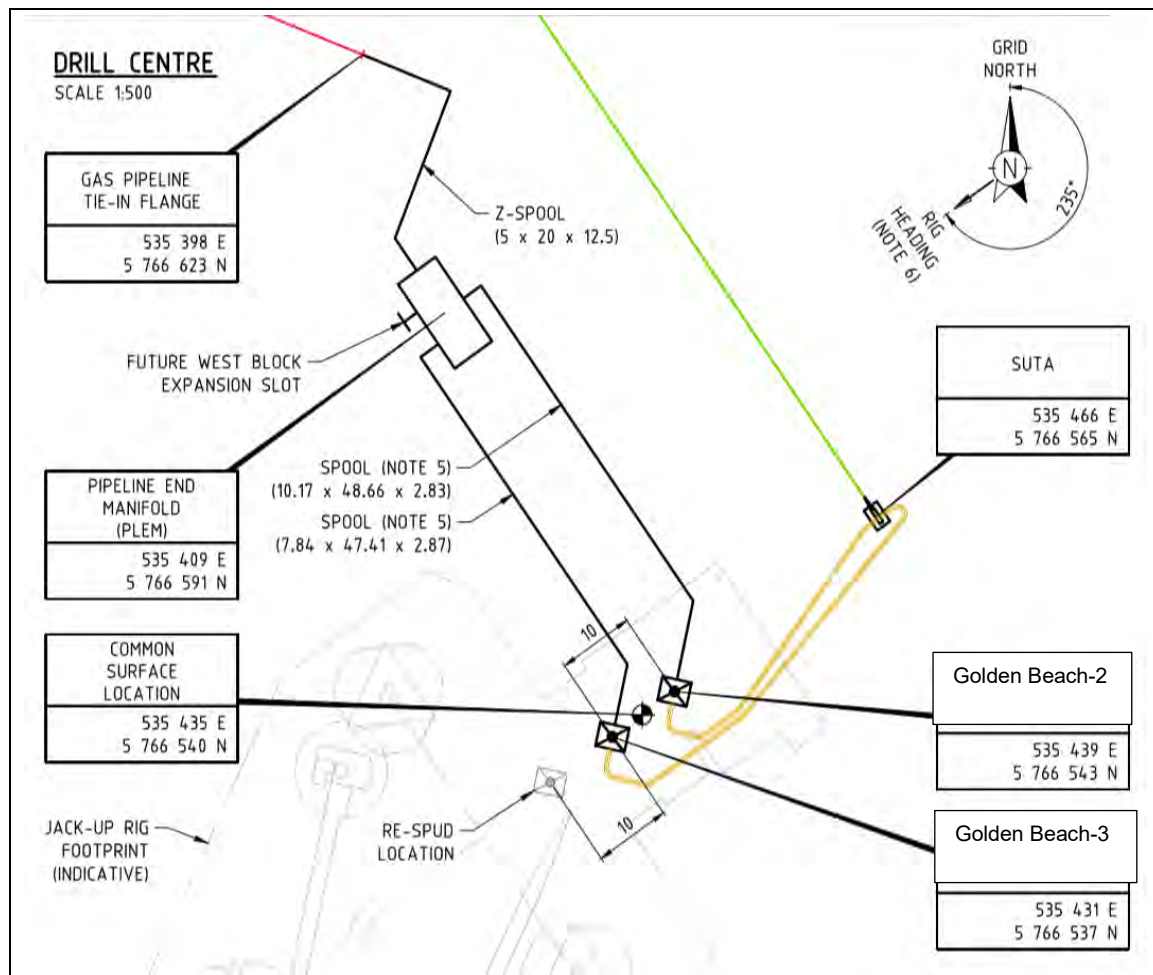 DRILL CENTRE
SCALE 1:500
GRID
NORTH
N
235°
RIG
HEADING
(NOTE 6)
GAS PIPELINE
TIE-IN FLANGE
535 398 E
5 766 623 N
Z-SPOOL
(5 x 20 x 12.5)
FUTURE WEST BLOCK
EXPANSION SLOT
SUTA
535 466 E
5 766 565 N
PIPELINE END
MANIFOLD
(PLEM)
535 409 E
5 766 591 N
SPOOL (NOTE 5)
(10.17 x 48.66 x 2.83)
SPOOL (NOTE 5)
(7.84 x 47.41 x 2.87)
10
COMMON
SURFACE
LOCATION
535 435 E
5 766 540 N
Golden Beach-2
535 439 E
5 766 543 N
JACK-UP RIG
FOOTPRINT
(INDICATIVE)
RE-SPUD
LOCATION
10
Golden Beach-3
535 431 E
5 766 537 N